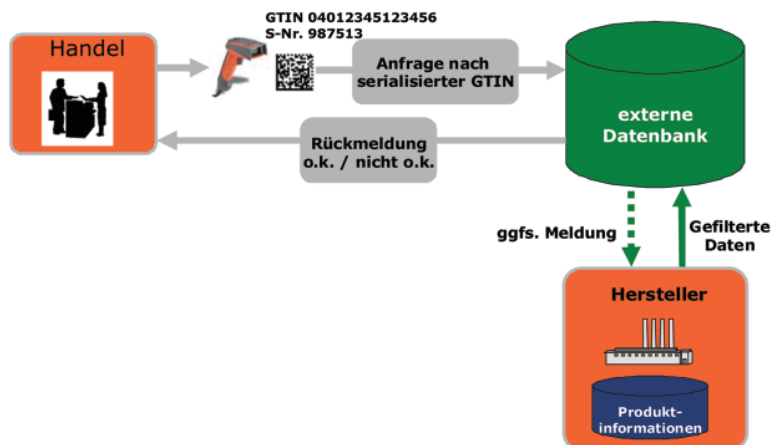 GTIN 04012345123456
S-Nr. 987513
Handel
Anfrage nach
serialisierter GTIN
externe
Datenbank
Rückmeldung
o.k. / nicht o.k.
ggfs. Meldung
Gefilterte
Daten
Hersteller
Produkt-
informationen